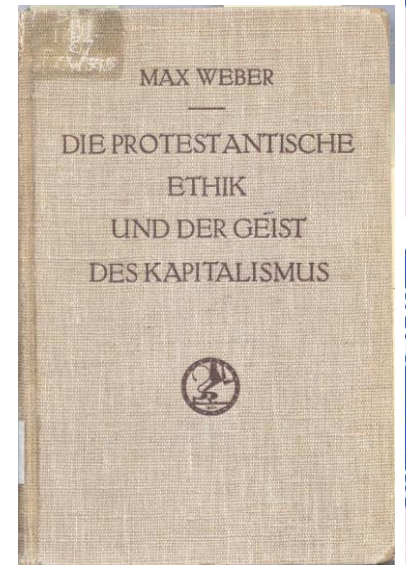 MAX WEBER
DIE PROTESTANTISCHE
ETHIK
UND DER GEIST
DES KAPITALISMUS